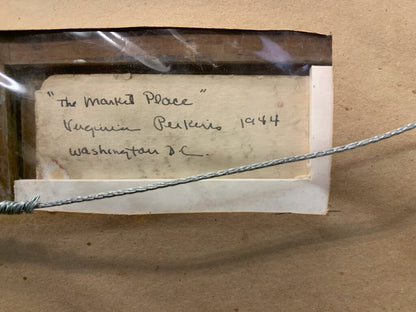 "The Market Place"
Virginia Perkins 1944
Washington D.C.